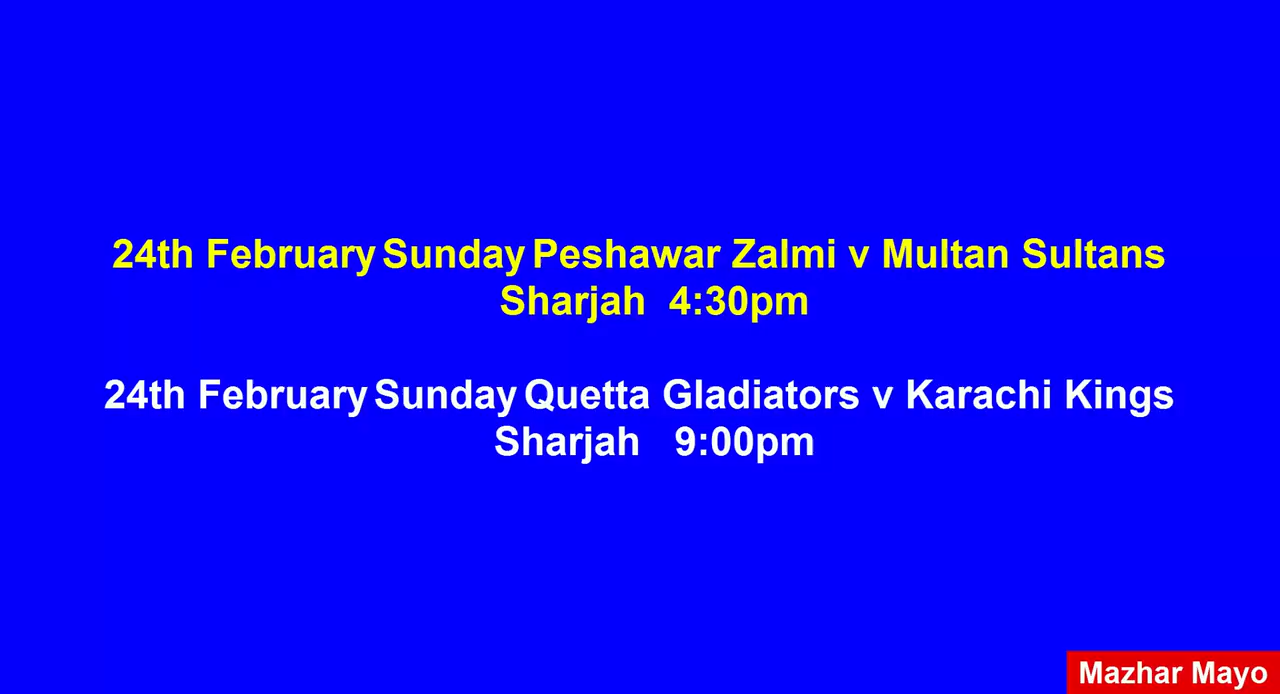 24th February Sunday Peshawar Zalmi v Multan Sultans
Sharjah 4:30pm
24th February Sunday Quetta Gladiators v Karachi Kings
Sharjah 9:00pm
Mazhar Mayo